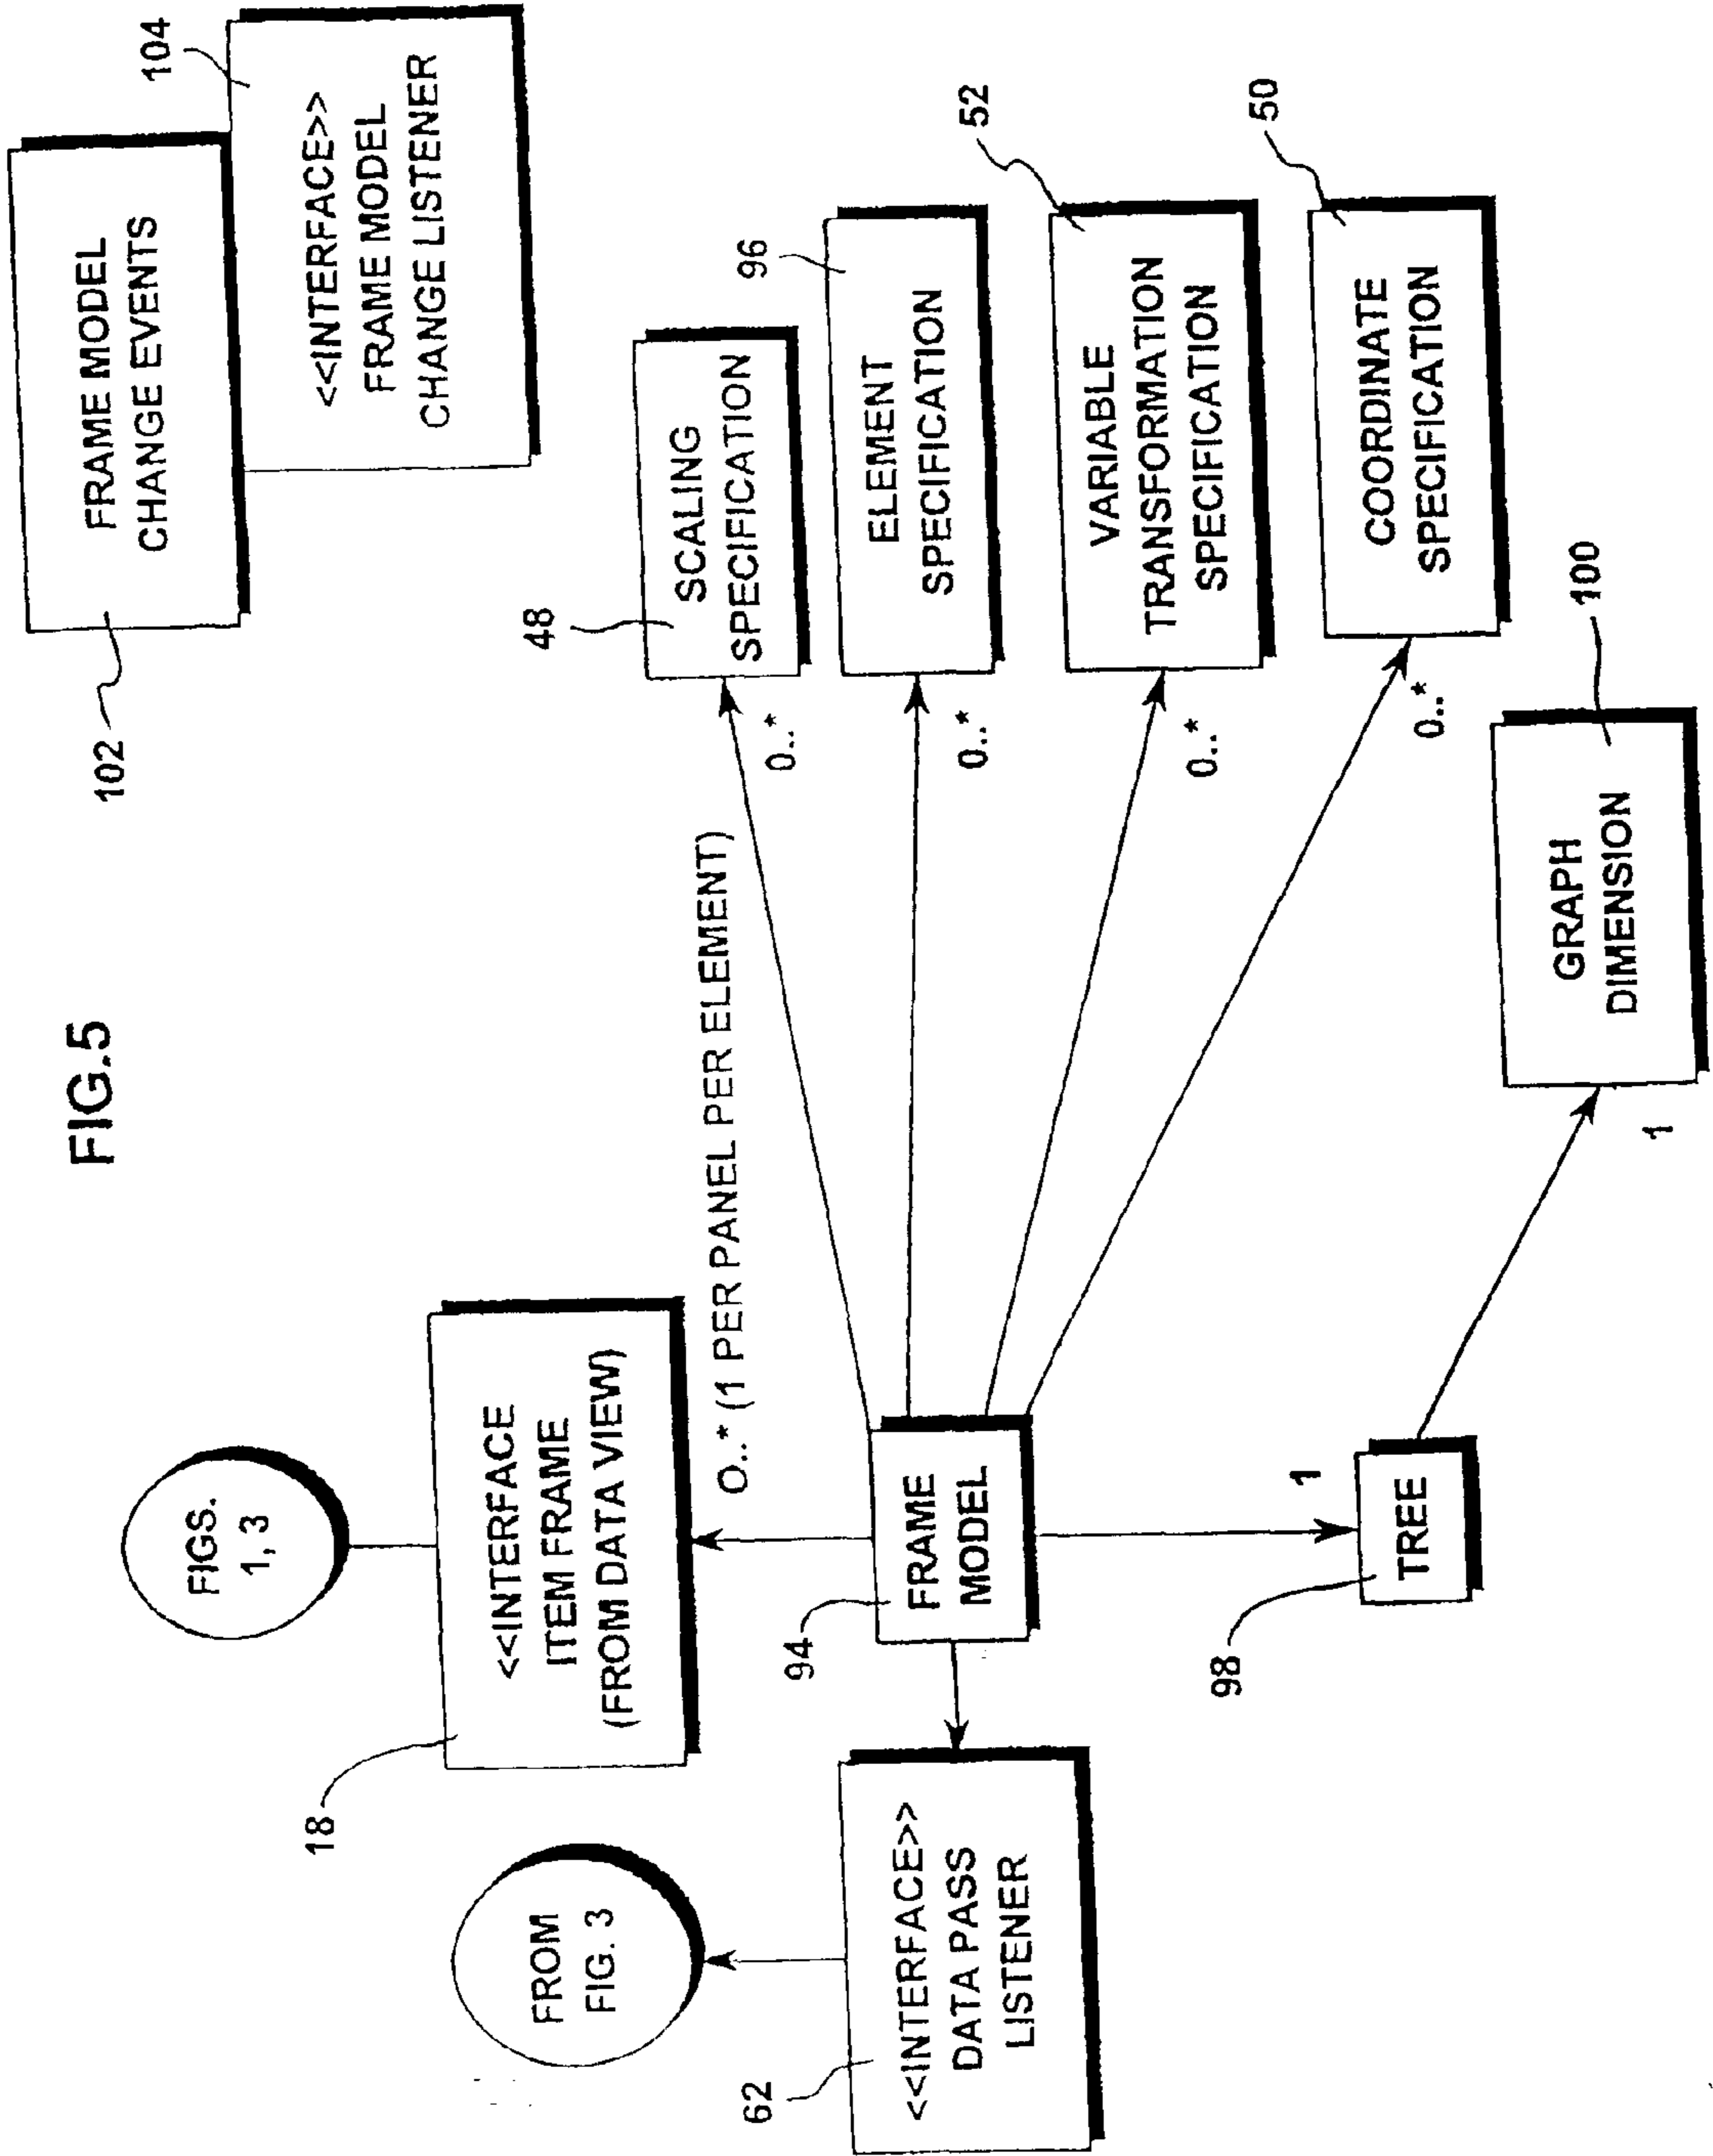 FIG.5
FRAME MODEL
CHANGE EVENTS
102
104
<<INTERFACE>>
FRAME MODEL
CHANGE LISTENER
FIGS.
1, 3
18
<<INTERFACE
ITEM FRAME
(FROM DATA VIEW)
O..* (1 PER PANEL PER ELEMENT)
FROM
FIG. 3
62
<<INTERFACE>>
DATA PASS
LISTENER
94
FRAME
MODEL
48
SCALING
SPECIFICATION
0..*
96
ELEMENT
SPECIFICATION
0..*
52
VARIABLE
TRANSFORMATION
SPECIFICATION
0..*
50
COORDINATE
SPECIFICATION
0..*
1
98
TREE
100
GRAPH
DIMENSION
1